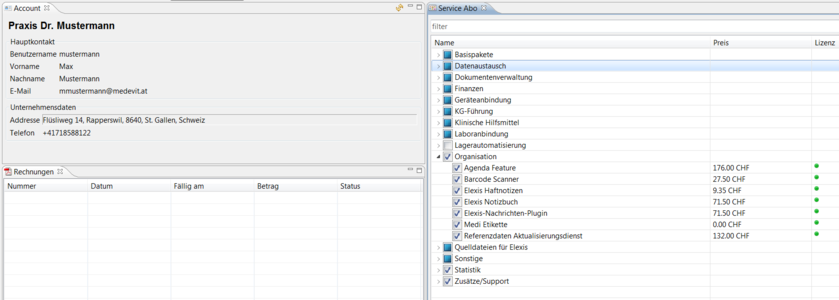 Account
Praxis Dr. Mustermann
Hauptkontakt
Benutzername mustermann
Vorname Max
Nachname Mustermann
E-Mail mmustermann@medevit.at
Unternehmensdaten
Addresse Flüsliweg 14, Rapperswil, 8640, St. Gallen, Schweiz
Telefon +41718588122
Rechnungen
Nummer Datum Fällig am Betrag Status
Service Abo
filter
Name Preis Lizenz
Basispakete
Datenaustausch
Dokumentenverwaltung
Finanzen
Geräteanbindung
KG-Führung
Klinische Hilfsmittel
Laboranbindung
Lagerautomatisierung
Organisation
Agenda Feature 176.00 CHF
Barcode Scanner 27.50 CHF
Elexis Haftnotizen 9.35 CHF
Elexis Notizbuch 71.50 CHF
Elexis-Nachrichten-Plugin 71.50 CHF
Medi Etikette 0.00 CHF
Referenzdaten Aktualisierungsdienst 132.00 CHF
Quelldateien für Elexis
Sonstige
Statistik
Zusätze/Support